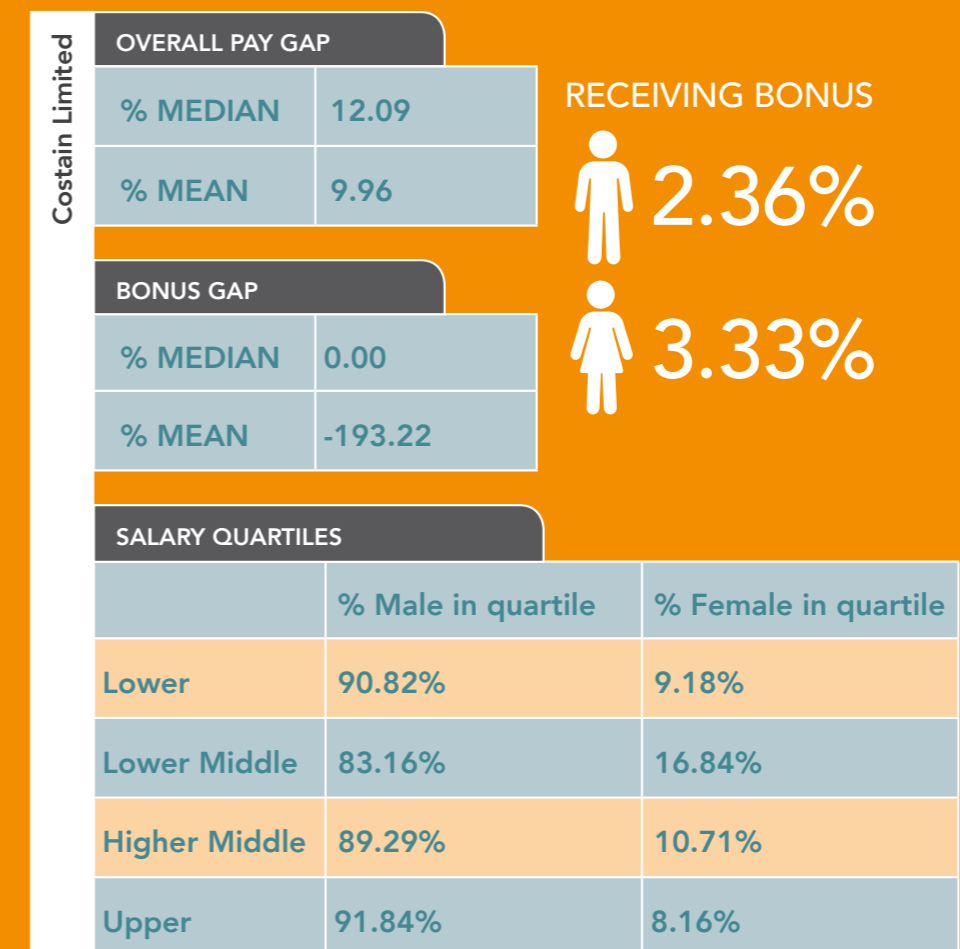 Costain Limited
OVERALL PAY GAP
% MEDIAN 12.09
% MEAN 9.96
RECEIVING BONUS
2.36%
3.33%
BONUS GAP
% MEDIAN 0.00
% MEAN -193.22
SALARY QUARTILES
% Male in quartile % Female in quartile
Lower 90.82% 9.18%
Lower Middle 83.16% 16.84%
Higher Middle 89.29% 10.71%
Upper 91.84% 8.16%